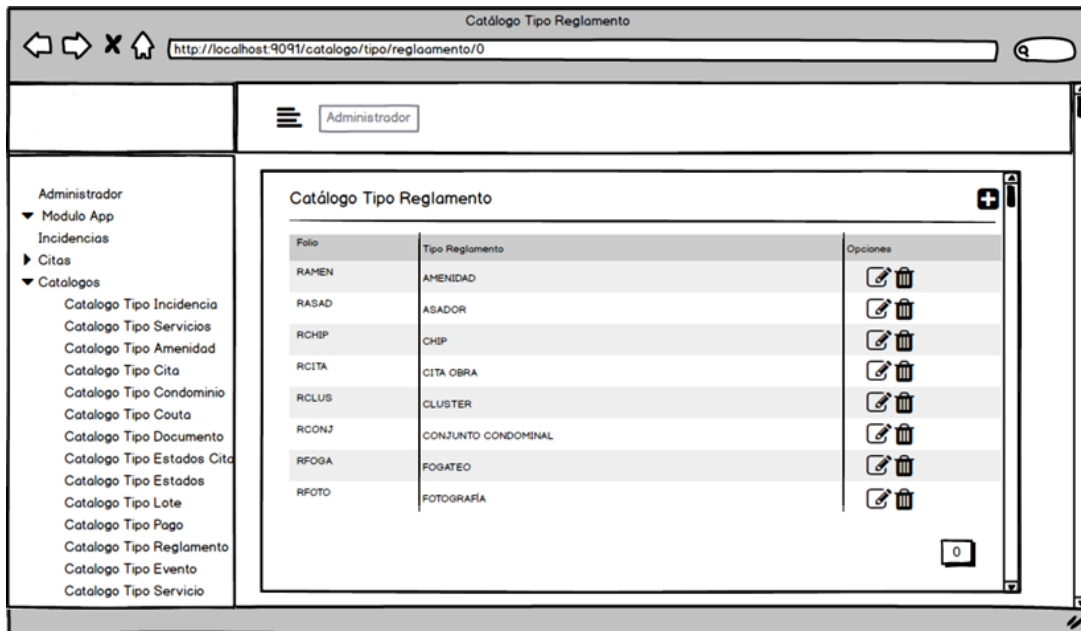 Catálogo Tipo Reglamento
http://localhost:9091/catalogo/tipo/reglaamento/0
Administrador
Administrador
Modulo App
Incidencias
Citas
Catalogos
Catalogo Tipo Incidencia
Catalogo Tipo Servicios
Catalogo Tipo Amenidad
Catalogo Tipo Cita
Catalogo Tipo Condominio
Catalogo Tipo Couta
Catalogo Tipo Documento
Catalogo Tipo Estados Cita
Catalogo Tipo Estados
Catalogo Tipo Lote
Catalogo Tipo Pago
Catalogo Tipo Reglamento
Catalogo Tipo Evento
Catalogo Tipo Servicio
Catálogo Tipo Reglamento
Folio Tipo Reglamento Opciones
RAMEN AMENIDAD
RASAD ASADOR
RCHIP CHIP
RCITA CITA OBRA
RCLUS CLUSTER
RCONJ CONJUNTO CONDOMINAL
RFOGA FOGATEO
RFOTO FOTOGRAFÍA
0